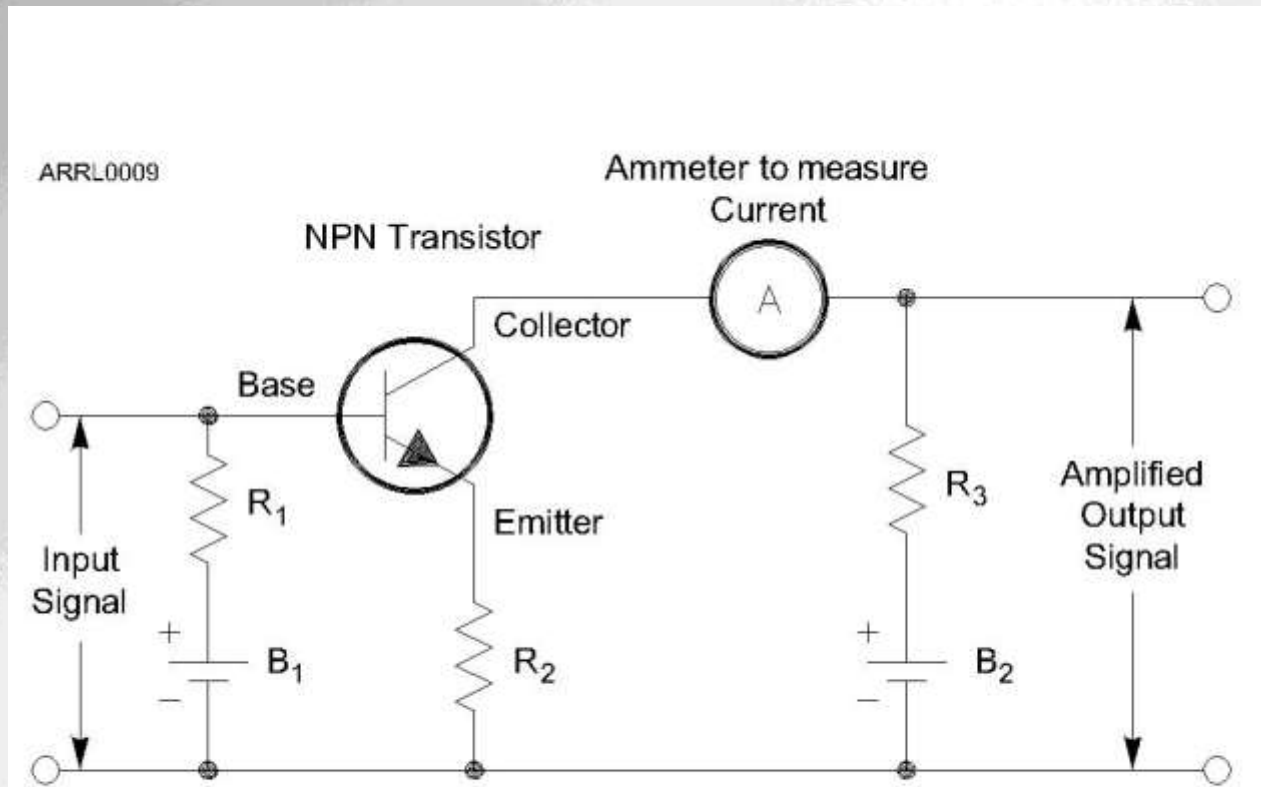 ARRL0009
Ammeter to measure
Current
NPN Transistor
A
Collector
Base
R1
Emitter
R3
Amplified
Output
Signal
Input
Signal
+
B1
−
R2
+
B2
−